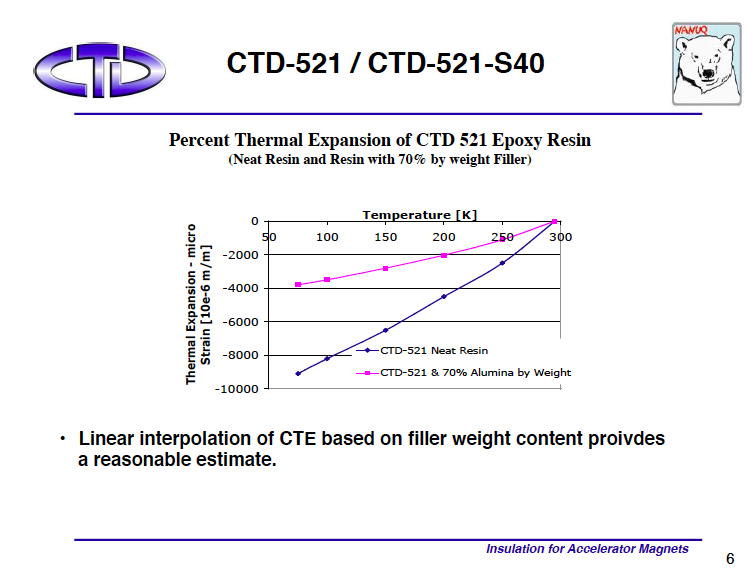 CTD
NANUQ
CTD-521 / CTD-521-S40
Percent Thermal Expansion of CTD 521 Epoxy Resin
(Neat Resin and Resin with 70% by weight Filler)
Temperature [K]
50 100 150 200 250 300
Thermal Expansion - micro
Strain [10e-6 m/m]
0
-2000
-4000
-6000
-8000
-10000
CTD-521 Neat Resin
CTD-521 & 70% Alumina by Weight
• Linear interpolation of CTE based on filler weight content proivdes
a reasonable estimate.
Insulation for Accelerator Magnets
6